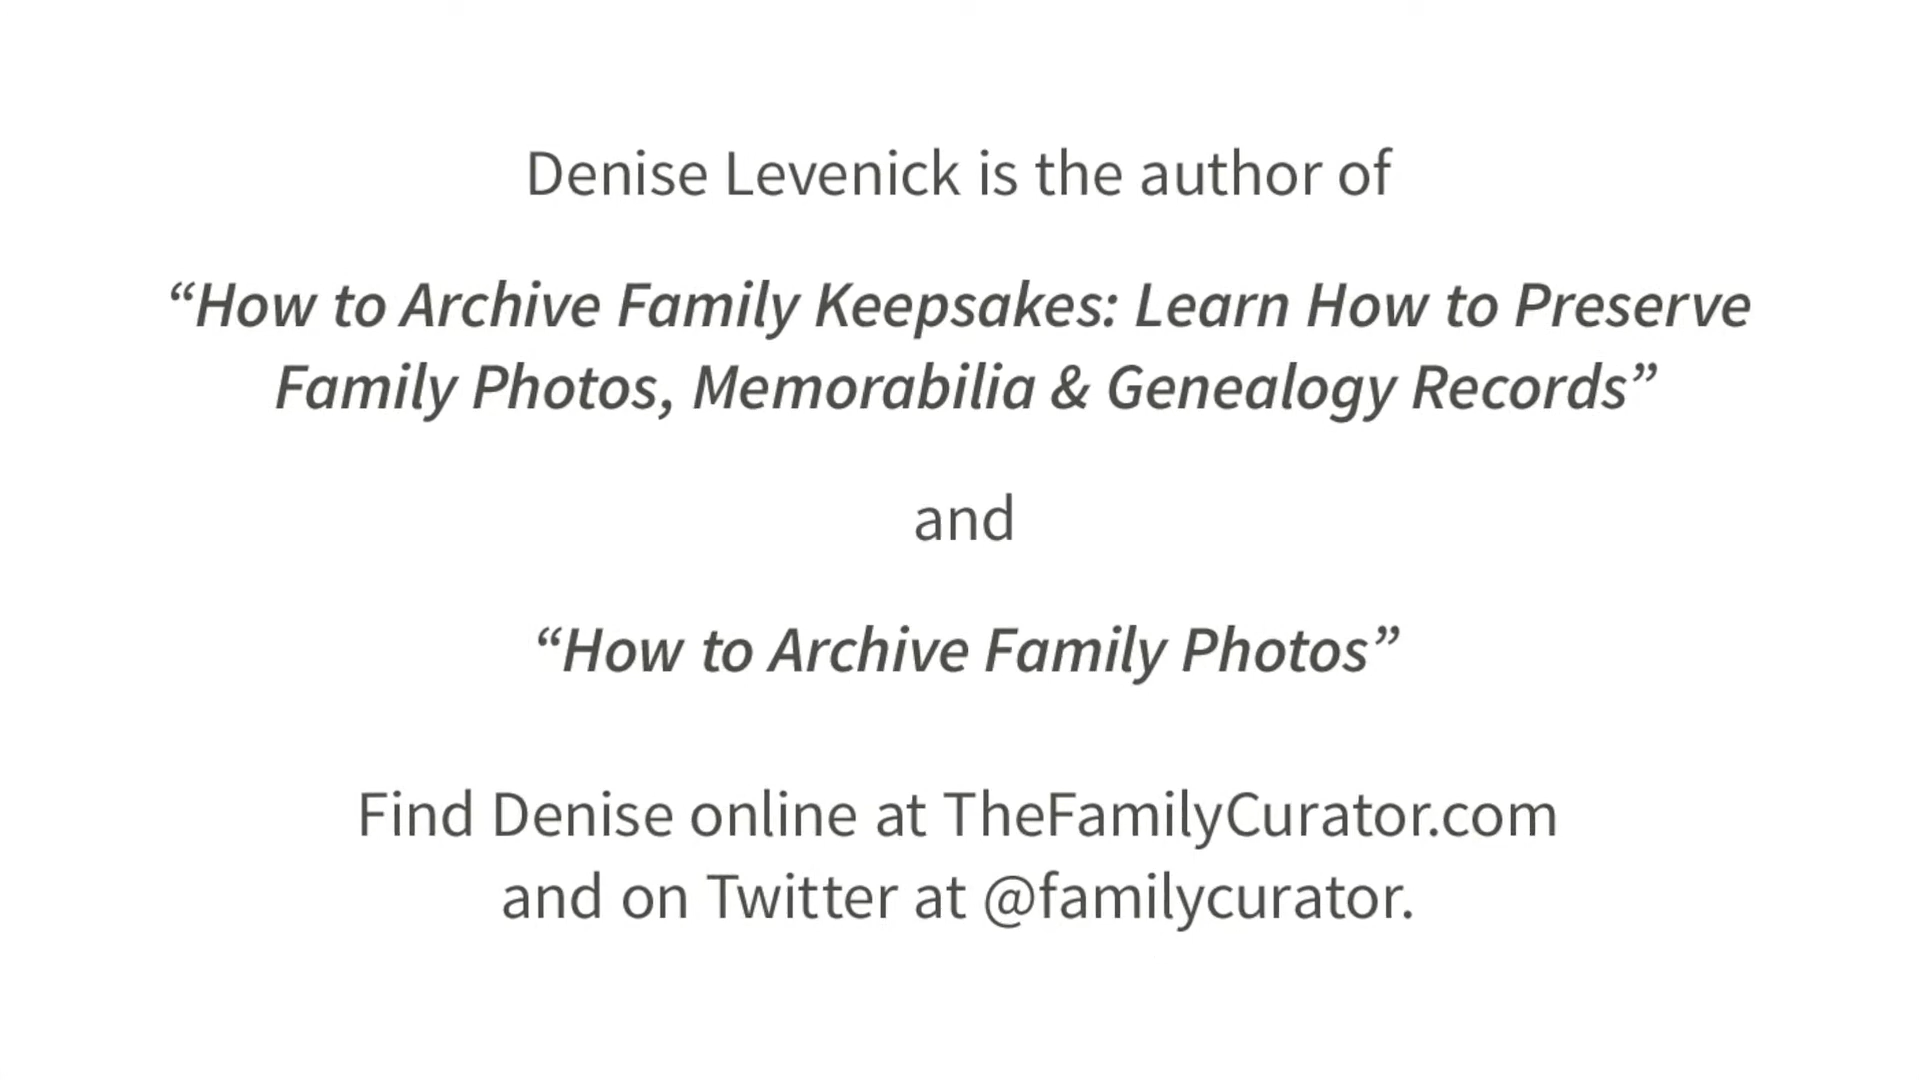 Denise Levenick is the author of
“How to Archive Family Keepsakes: Learn How to Preserve
Family Photos, Memorabilia & Genealogy Records”
and
“How to Archive Family Photos”
Find Denise online at TheFamilyCurator.com
and on Twitter at @familycurator.